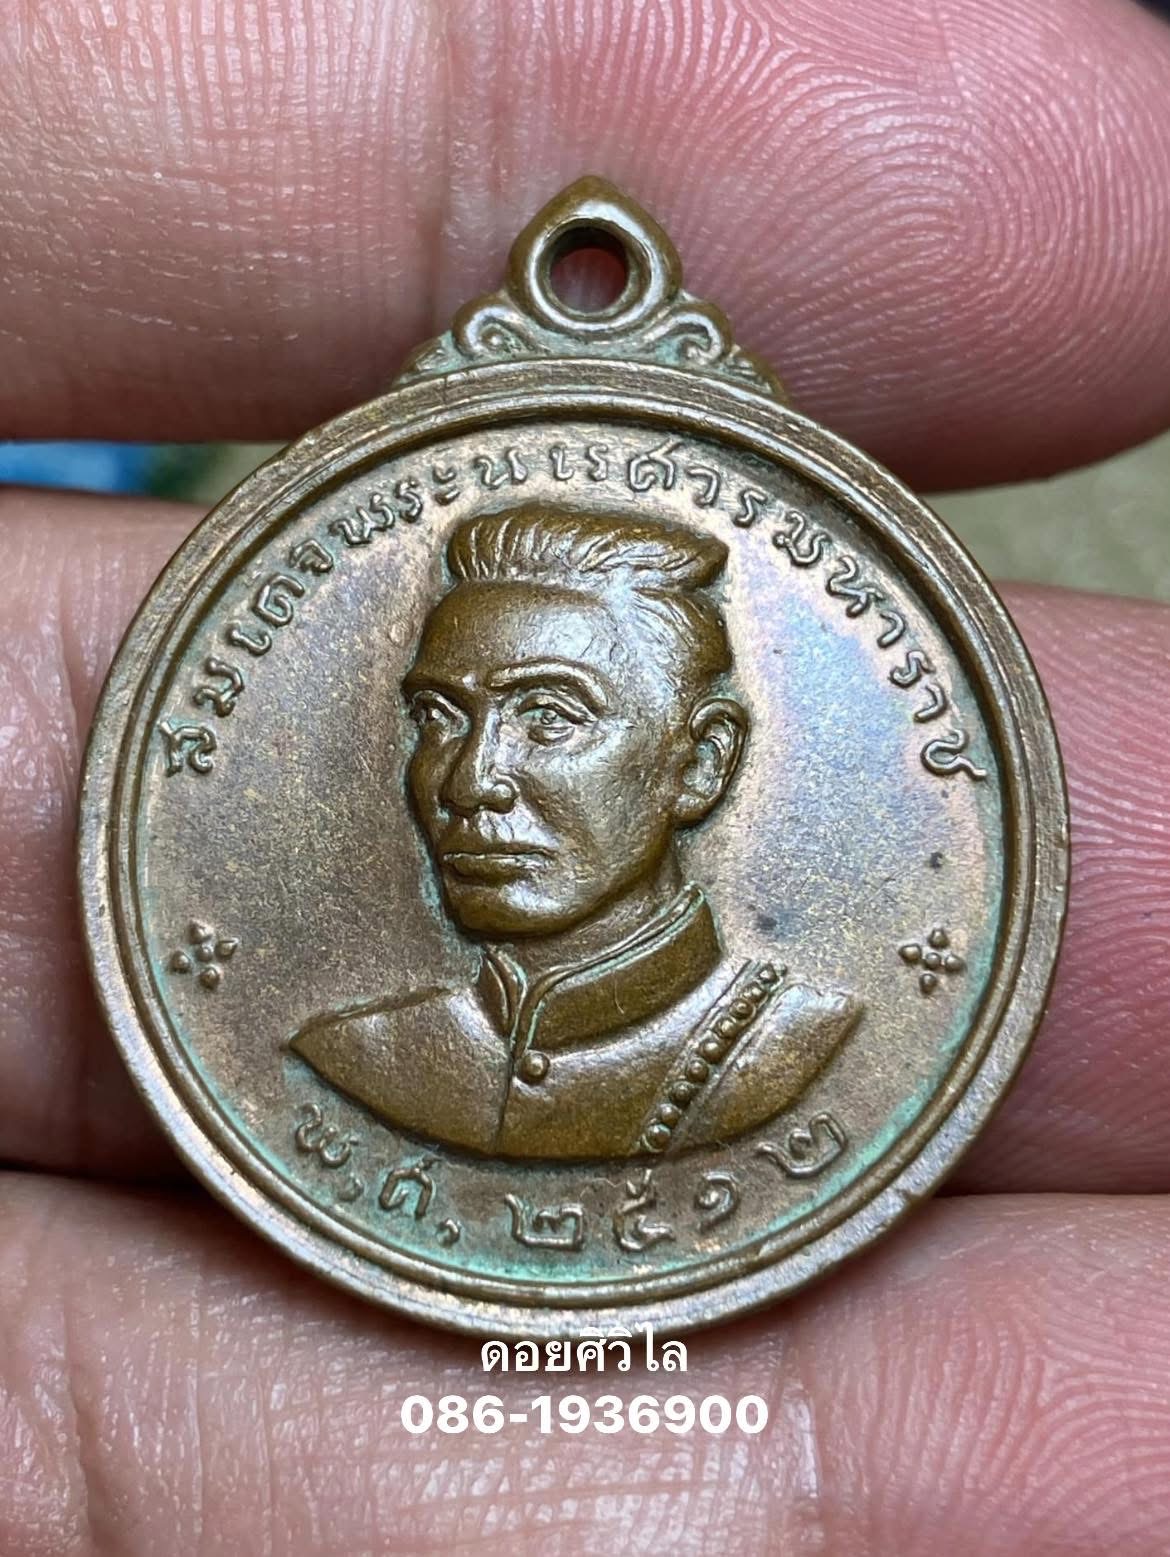 สมเด็จพระนเรศวรมหาราช
พ.ศ. ๒๕๑๒
ดอยศิวิไล
086-1936900